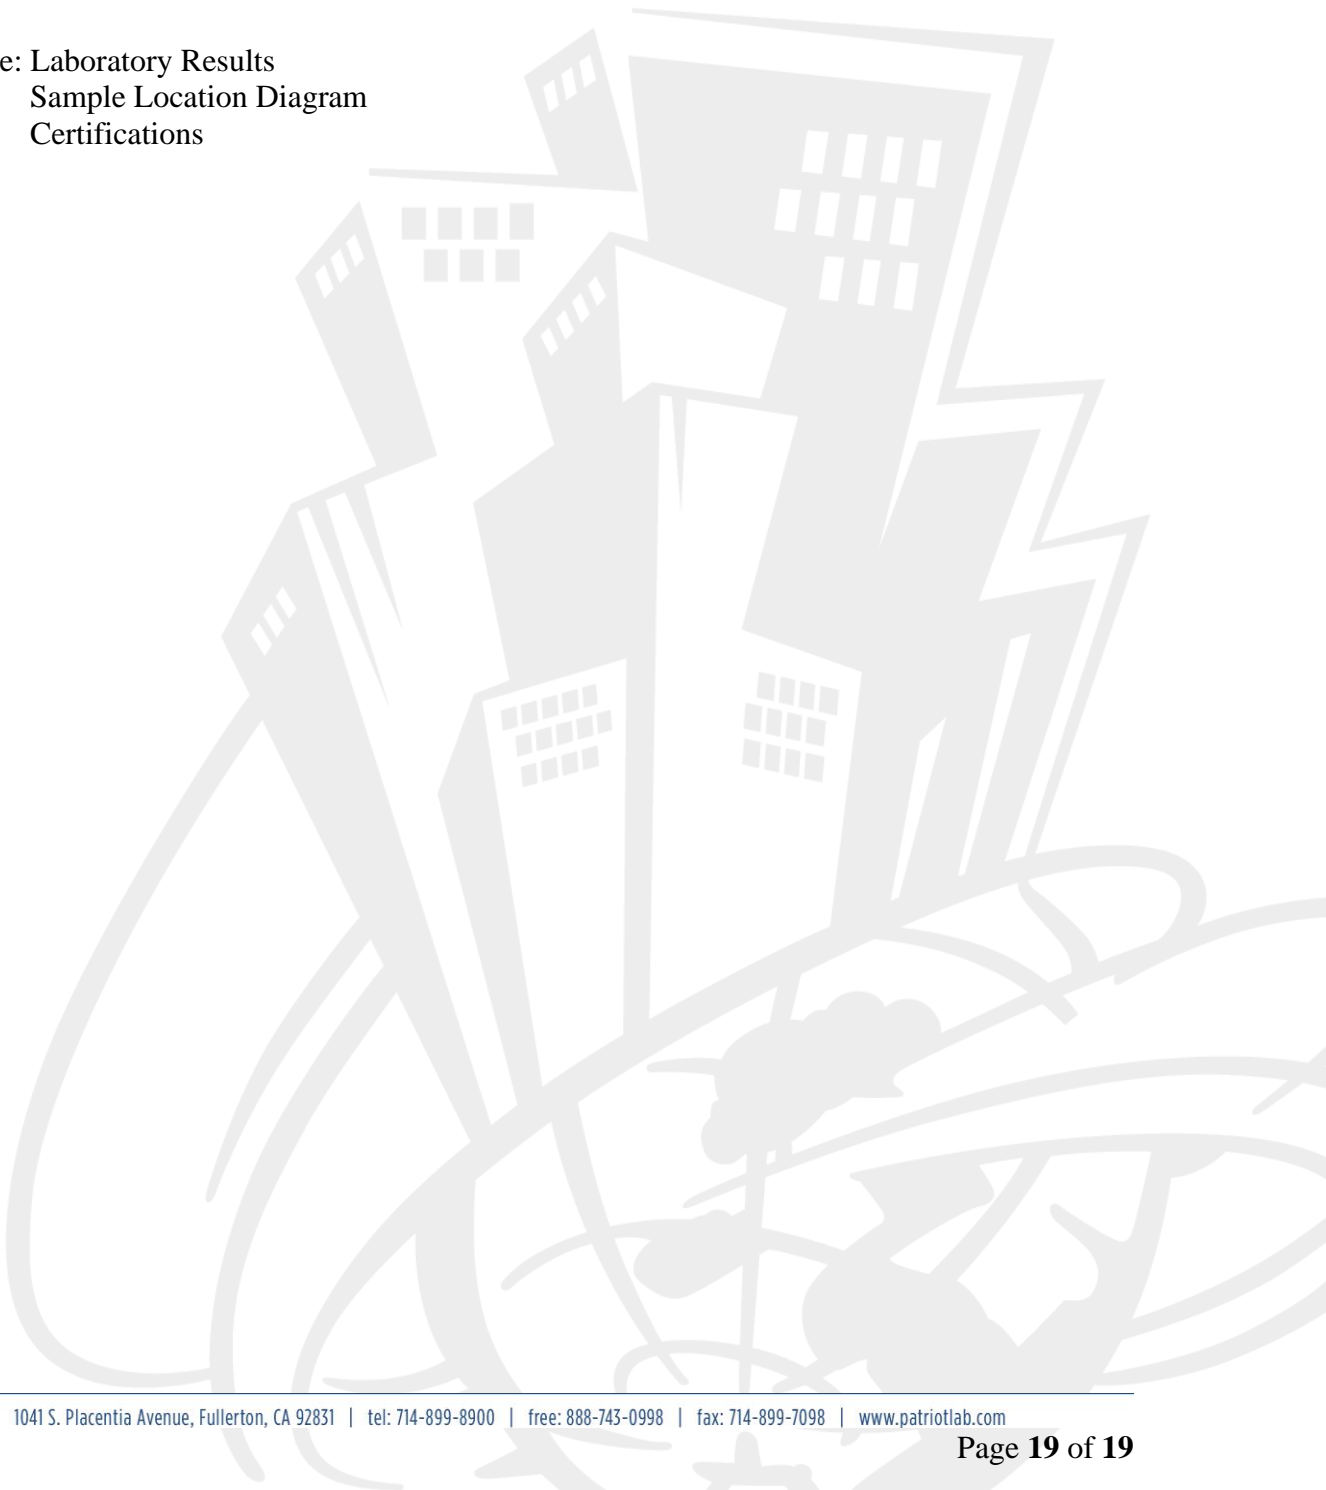 e: Laboratory Results
Sample Location Diagram
Certifications
1041 S. Placentia Avenue, Fullerton, CA 92831 | tel: 714-899-8900 | free: 888-743-0998 | fax: 714-899-7098 | www.patriotlab.com
Page 19 of 19